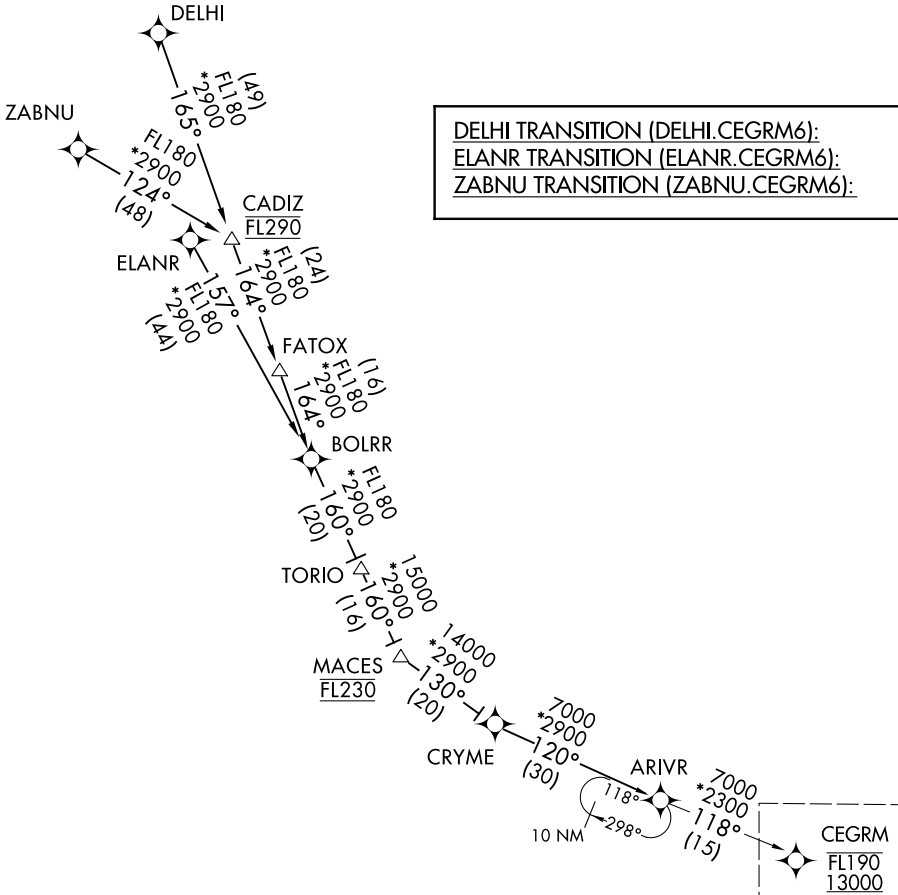 DELHI
(49)
FL180
*2900
165°
ZABNU
FL180
*2900
124°
(48)
DELHI TRANSITION (DELHI.CEGRM6):
ELANR TRANSITION (ELANR.CEGRM6):
ZABNU TRANSITION (ZABNU.CEGRM6):
CADIZ
FL290
ELANR
(24)
FL180
*2900
164°
157°
FL180
*2900
(44)
FATOX
(16)
FL180
*2900
164°
BOLRR
FL180
*2900
160°
(20)
TORIO
15000
*2900
160°
(16)
MACES
FL230
14000
*2900
130°
(20)
CRYME
7000
*2900
120°
(30)
ARIVR
118°
298°
10 NM
7000
*2300
118°
(15)
CEGRM
FL190
13000